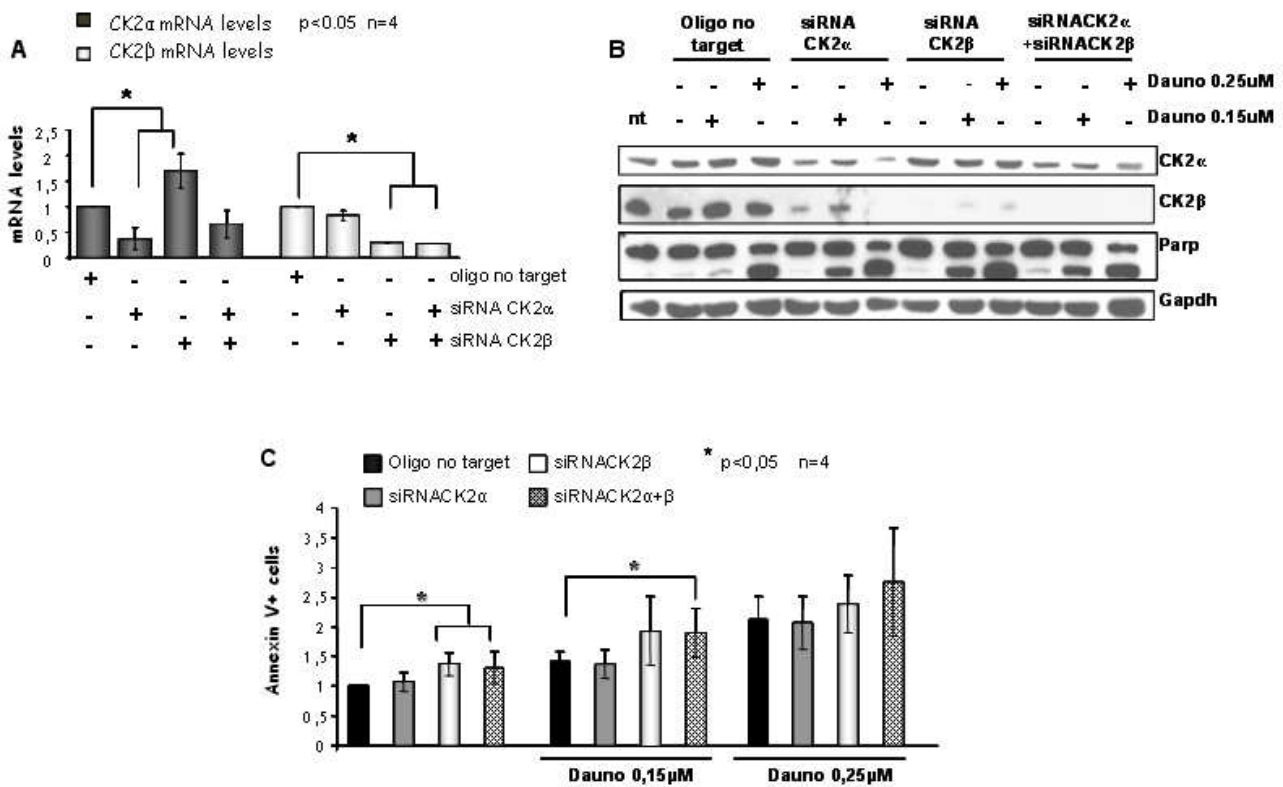 A
CK2α mRNA levels p<0.05 n=4
CK2β mRNA levels
*
*
mRNA levels
2,5
2
1,5
1
0,5
0
+ - - - + - - - oligo no target
- + - + - + - + siRNA CK2α
- - + + - - + + siRNA CK2β
B
Oligo no target
siRNA CK2α
siRNA CK2β
siRNACK2α +siRNACK2β
- - + - - + - - + - - + Dauno 0.25uM
nt - + - - + - - + - - + - Dauno 0.15uM
CK2α
CK2β
Parp
Gapdh
C
Oligo no target siRNACK2β * p<0,05 n=4
siRNACK2α siRNACK2α+β
Annexin V+ cells
4
3,5
3
2,5
2
1,5
1
0,5
0
*
*
Dauno 0,15µM Dauno 0,25µM